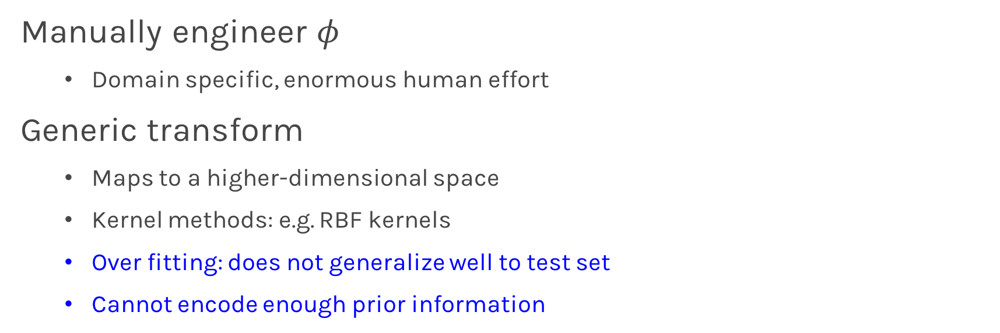 Manually engineer ϕ
• Domain specific, enormous human effort
Generic transform
• Maps to a higher-dimensional space
• Kernel methods: e.g. RBF kernels
• Over fitting: does not generalize well to test set
• Cannot encode enough prior information